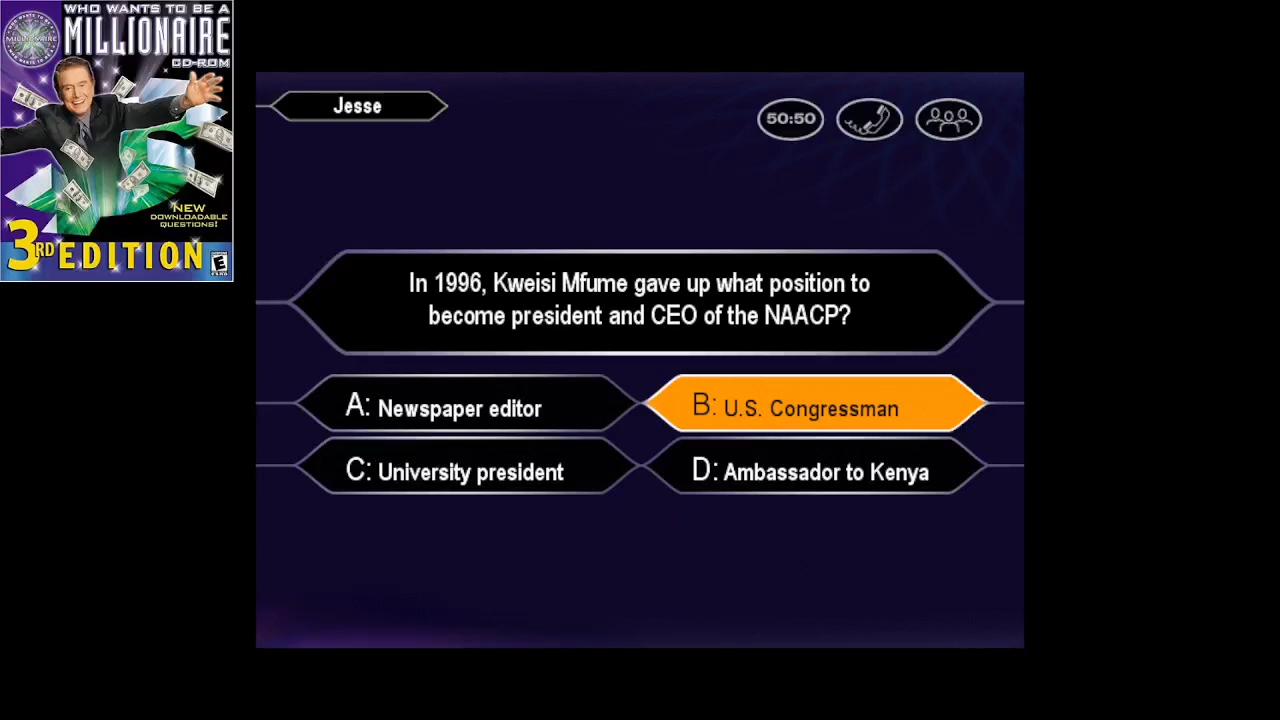 WHO WANTS TO BE A
MILLIONAIRE
CD-ROM
MILLIONAIRE
NEW
DOWNLOADABLE
QUESTIONS!
3RD EDITION
E
Jesse
50:50
In 1996, Kweisi Mfume gave up what position to
become president and CEO of the NAACP?
A: Newspaper editor
B: U.S. Congressman
C: University president
D: Ambassador to Kenya